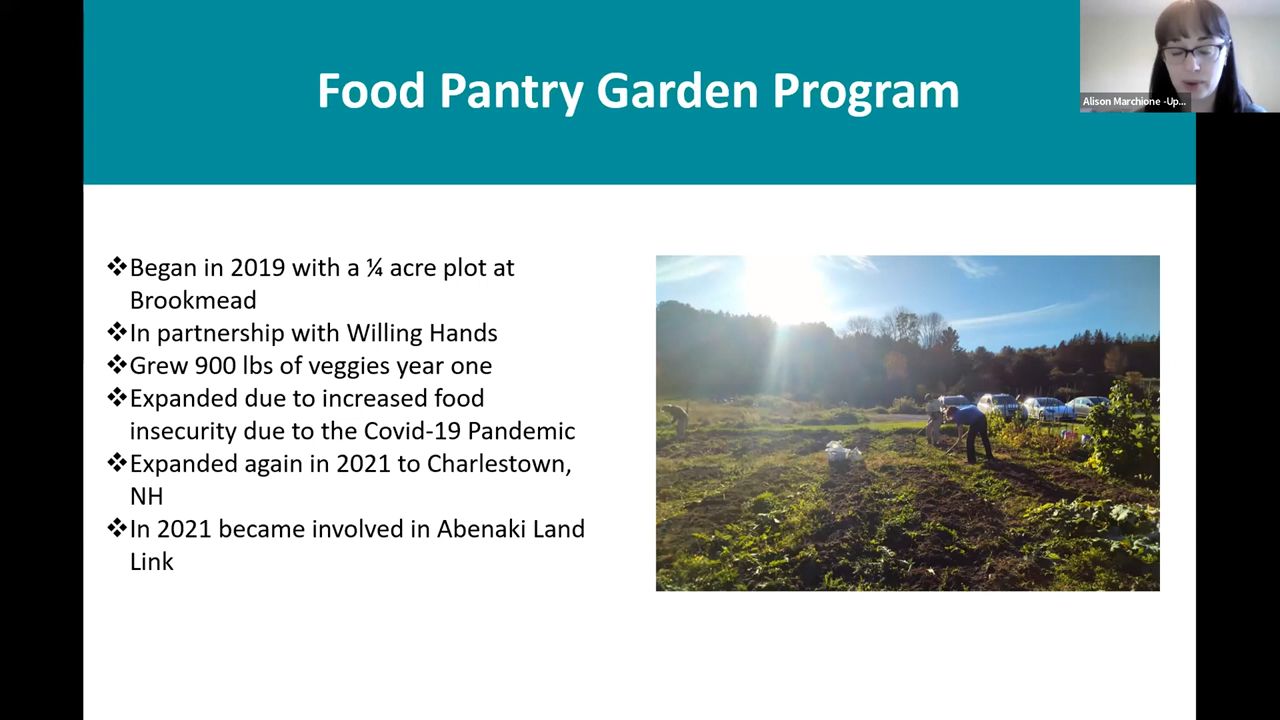 Food Pantry Garden Program
Alison Marchione -Up...
❖Began in 2019 with a ¼ acre plot at
Brookmead
❖In partnership with Willing Hands
❖Grew 900 lbs of veggies year one
❖Expanded due to increased food
insecurity due to the Covid-19 Pandemic
❖Expanded again in 2021 to Charlestown,
NH
❖In 2021 became involved in Abenaki Land
Link